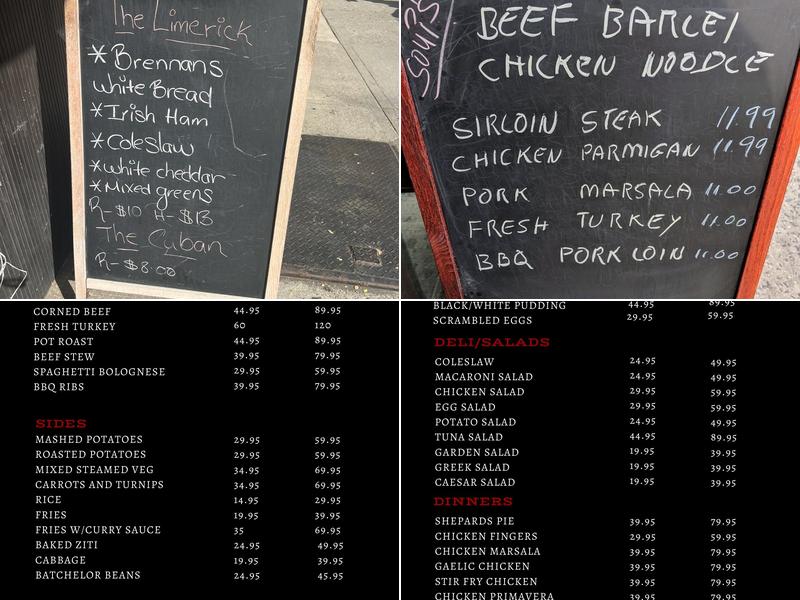 The Limerick
* Brennans
white Bread
* Irish Ham
* Coleslaw
* white cheddar
* Mixed greens
R- $10 H- $13
The Cuban
R- $8.00
SOUPS
BEEF BARLEY
CHICKEN NOODLE
SIRLOIN STEAK 11.99
CHICKEN PARMIGAN 11.99
PORK MARSALA 11.00
FRESH TURKEY 11.00
BBQ PORK LOIN 11.00
CORNED BEEF 44.95 89.95
FRESH TURKEY 60 120
POT ROAST 44.95 89.95
BEEF STEW 39.95 79.95
SPAGHETTI BOLOGNESE 29.95 59.95
BBQ RIBS 39.95 79.95
SIDES
MASHED POTATOES 29.95 59.95
ROASTED POTATOES 29.95 59.95
MIXED STEAMED VEG 34.95 69.95
CARROTS AND TURNIPS 34.95 69.95
RICE 14.95 29.95
FRIES 19.95 39.95
FRIES W/CURRY SAUCE 35 69.95
BAKED ZITI 24.95 49.95
CABBAGE 19.95 39.95
BATCHELOR BEANS 24.95 45.95
BLACK/WHITE PUDDING 44.95 89.95
SCRAMBLED EGGS 29.95 59.95
DELI/SALADS
COLESLAW 24.95 49.95
MACARONI SALAD 24.95 49.95
CHICKEN SALAD 29.95 59.95
EGG SALAD 29.95 59.95
POTATO SALAD 24.95 49.95
TUNA SALAD 44.95 89.95
GARDEN SALAD 19.95 39.95
GREEK SALAD 19.95 39.95
CAESAR SALAD 19.95 39.95
DINNERS
SHEPARDS PIE 39.95 79.95
CHICKEN FINGERS 29.95 59.95
CHICKEN MARSALA 39.95 79.95
GAELIC CHICKEN 39.95 79.95
STIR FRY CHICKEN 39.95 79.95
CHICKEN PRIMAVERA 39.95 79.95